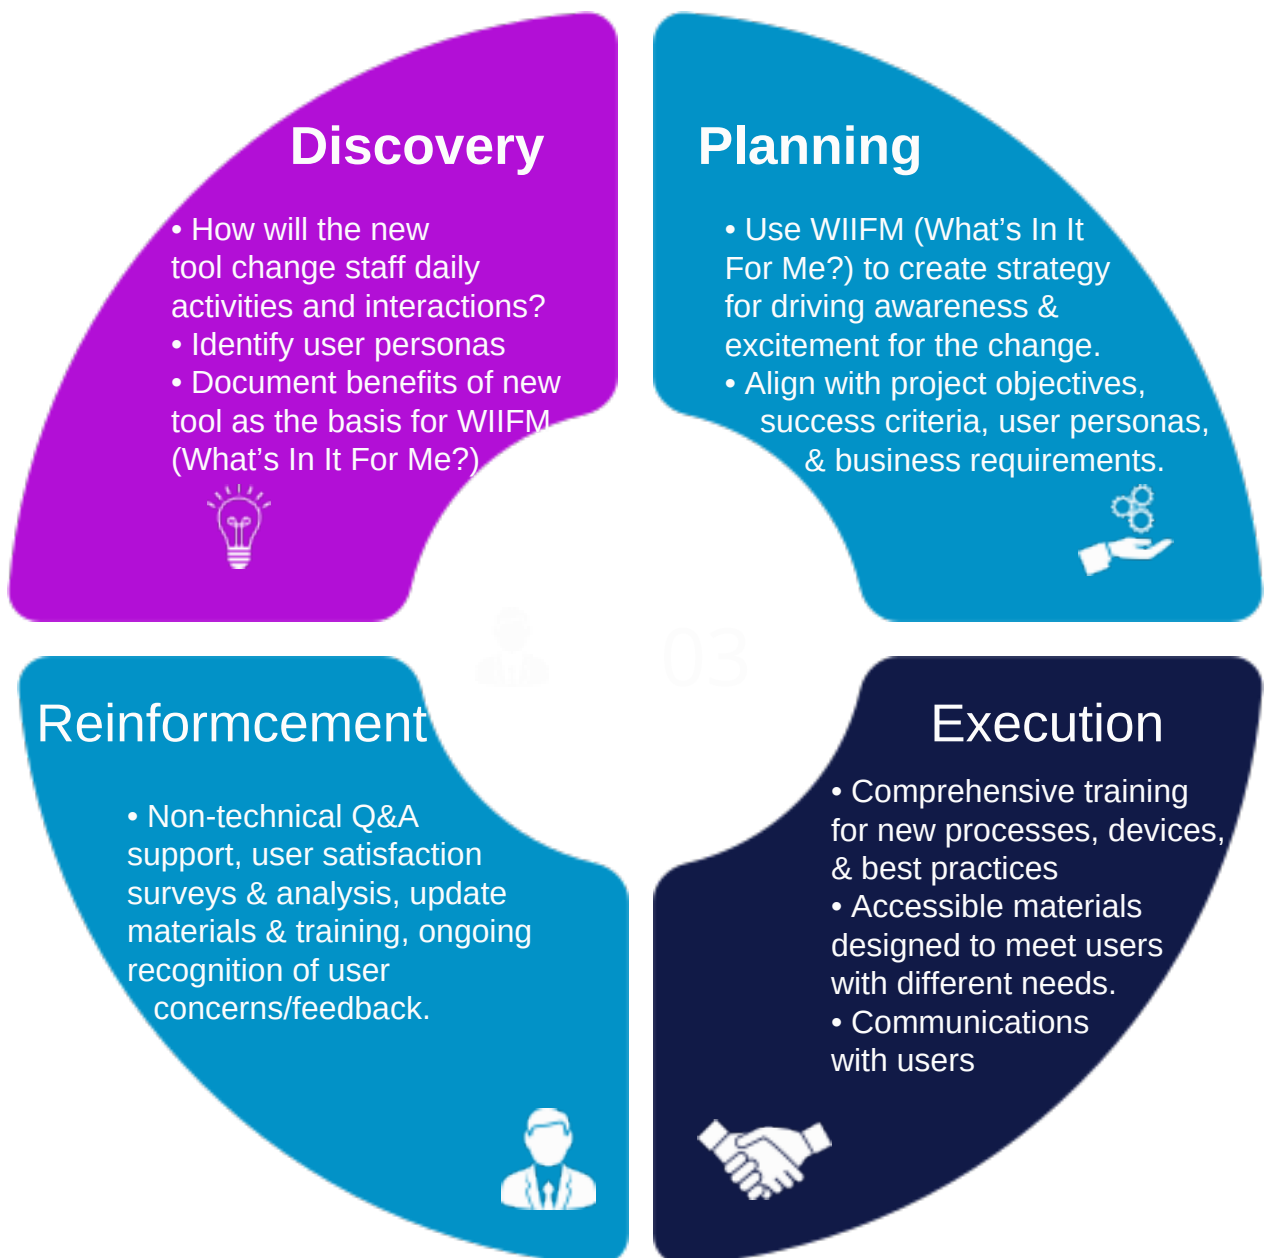 Discovery
• How will the new
tool change staff daily
activities and interactions?
• Identify user personas
• Document benefits of new
tool as the basis for WIIFM
(What’s In It For Me?)
Planning
• Use WIIFM (What’s In It
For Me?) to create strategy
for driving awareness &
excitement for the change.
• Align with project objectives,
success criteria, user personas,
& business requirements.
03
Reinformcement
• Non-technical Q&A
support, user satisfaction
surveys & analysis, update
materials & training, ongoing
recognition of user
concerns/feedback.
Execution
• Comprehensive training
for new processes, devices,
& best practices
• Accessible materials
designed to meet users
with different needs.
• Communications
with users